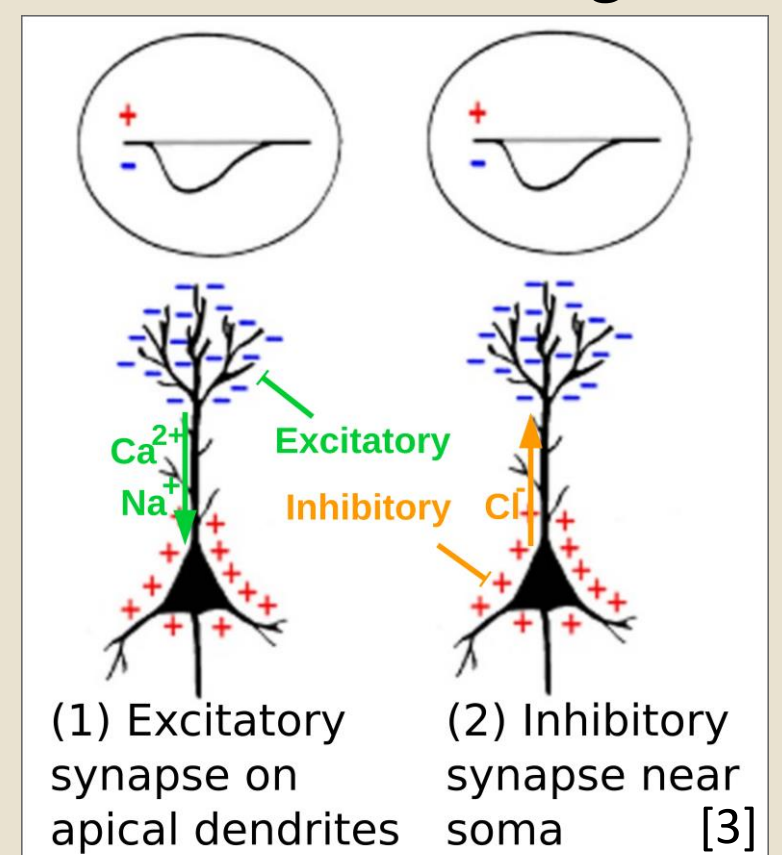 +
-
+
-
Ca2+
Na+
Excitatory
Inhibitory
Cl-
(1) Excitatory
synapse on
apical dendrites
(2) Inhibitory
synapse near
soma
[3]